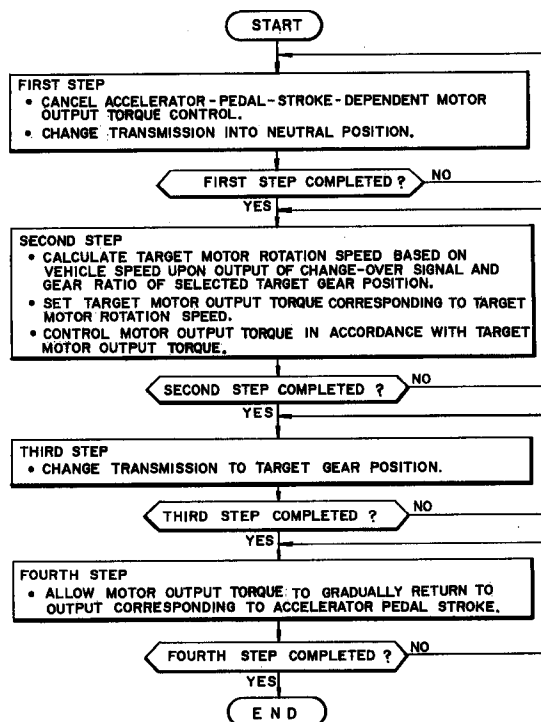 START
FIRST STEP
• CANCEL ACCELERATOR-PEDAL-STROKE-DEPENDENT MOTOR
OUTPUT TORQUE CONTROL.
• CHANGE TRANSMISSION INTO NEUTRAL POSITION.
FIRST STEP COMPLETED ?
NO
YES
SECOND STEP
• CALCULATE TARGET MOTOR ROTATION SPEED BASED ON
VEHICLE SPEED UPON OUTPUT OF CHANGE-OVER SIGNAL AND
GEAR RATIO OF SELECTED TARGET GEAR POSITION.
• SET TARGET MOTOR OUTPUT TORQUE CORRESPONDING TO TARGET
MOTOR ROTATION SPEED.
• CONTROL MOTOR OUTPUT TORQUE IN ACCORDANCE WITH TARGET
MOTOR OUTPUT TORQUE.
SECOND STEP COMPLETED ?
NO
YES
THIRD STEP
• CHANGE TRANSMISSION TO TARGET GEAR POSITION.
THIRD STEP COMPLETED ?
NO
YES
FOURTH STEP
• ALLOW MOTOR OUTPUT TORQUE TO GRADUALLY RETURN TO
OUTPUT CORRESPONDING TO ACCELERATOR PEDAL STROKE.
FOURTH STEP COMPLETED ?
NO
YES
END